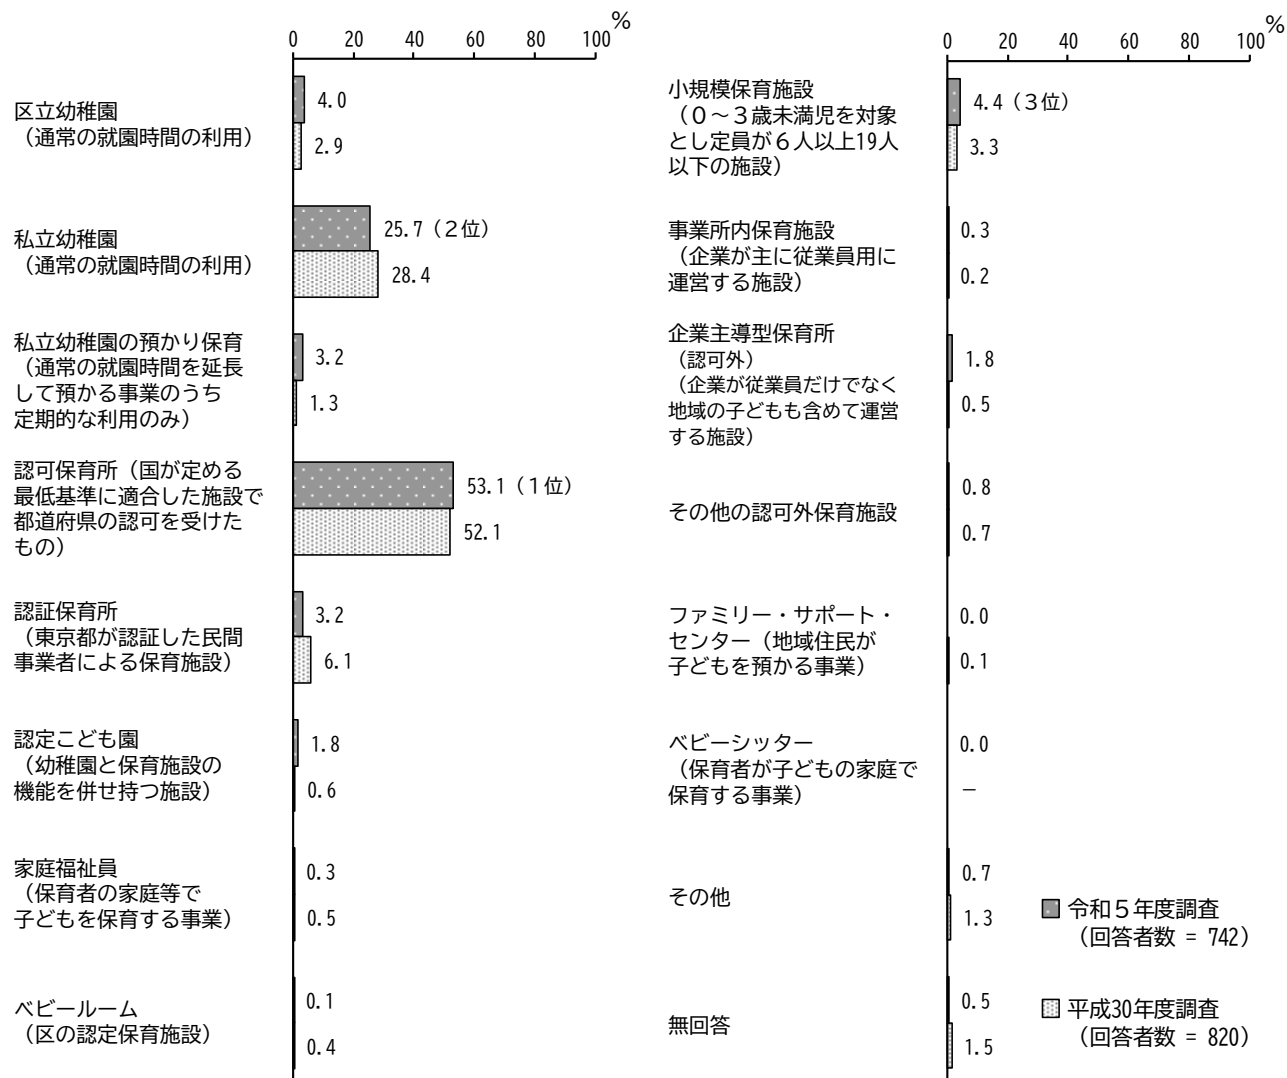 0 20 40 60 80 100 %
区立幼稚園
（通常の就園時間の利用）
4.0
2.9
私立幼稚園
（通常の就園時間の利用）
25.7（２位）
28.4
私立幼稚園の預かり保育
（通常の就園時間を延長
して預かる事業のうち
定期的な利用のみ）
3.2
1.3
認可保育所（国が定める
最低基準に適合した施設で
都道府県の認可を受けた
もの）
53.1（１位）
52.1
認証保育所
（東京都が認証した民間
事業者による保育施設）
3.2
6.1
認定こども園
（幼稚園と保育施設の
機能を併せ持つ施設）
1.8
0.6
家庭福祉員
（保育者の家庭等で
子どもを保育する事業）
0.3
0.5
ベビールーム
（区の認定保育施設）
0.1
0.4
0 20 40 60 80 100 %
小規模保育施設
（０～３歳未満児を対象
とし定員が６人以上19人
以下の施設）
4.4（３位）
3.3
事業所内保育施設
（企業が主に従業員用に
運営する施設）
0.3
0.2
企業主導型保育所
（認可外）
（企業が従業員だけでなく
地域の子どもも含めて運営
する施設）
1.8
0.5
その他の認可外保育施設
0.8
0.7
ファミリー・サポート・
センター（地域住民が
子どもを預かる事業）
0.0
0.1
ベビーシッター
（保育者が子どもの家庭で
保育する事業）
0.0
－
その他
0.7
1.3
無回答
0.5
1.5
令和５年度調査
（回答者数 = 742）
平成30年度調査
（回答者数 = 820）